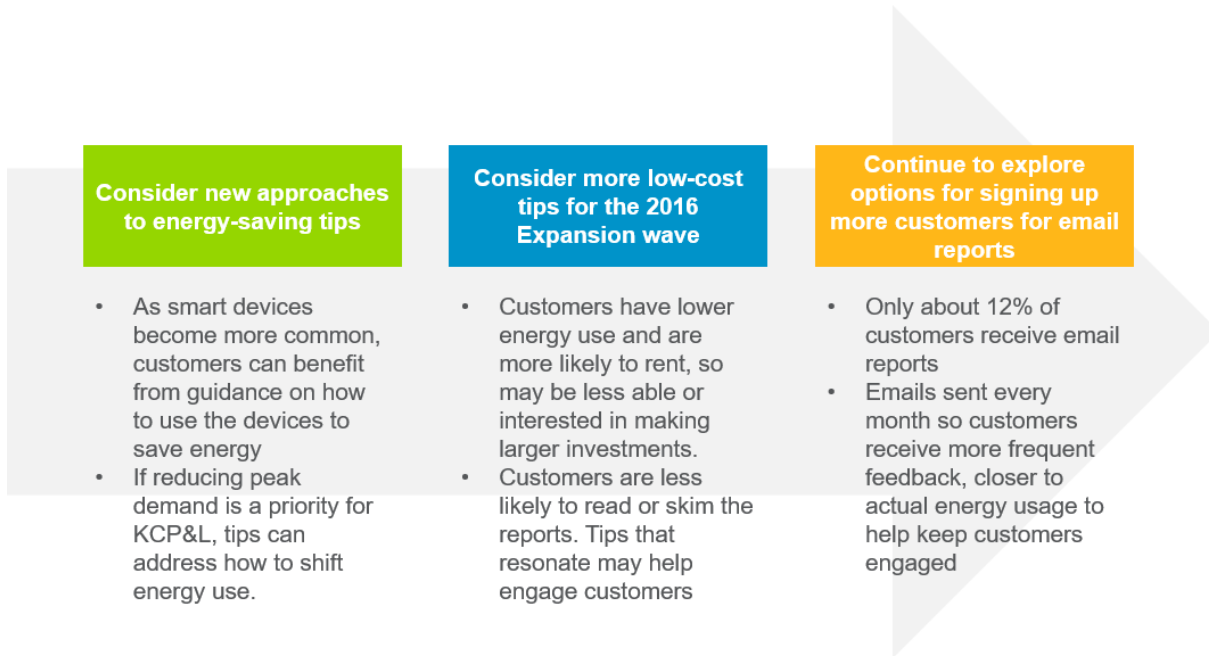 Consider new approaches
to energy-saving tips
• As smart devices
become more common,
customers can benefit
from guidance on how
to use the devices to
save energy
• If reducing peak
demand is a priority for
KCP&L, tips can
address how to shift
energy use.
Consider more low-cost
tips for the 2016
Expansion wave
• Customers have lower
energy use and are
more likely to rent, so
may be less able or
interested in making
larger investments.
• Customers are less
likely to read or skim the
reports. Tips that
resonate may help
engage customers
Continue to explore
options for signing up
more customers for email
reports
• Only about 12% of
customers receive email
reports
• Emails sent every
month so customers
receive more frequent
feedback, closer to
actual energy usage to
help keep customers
engaged